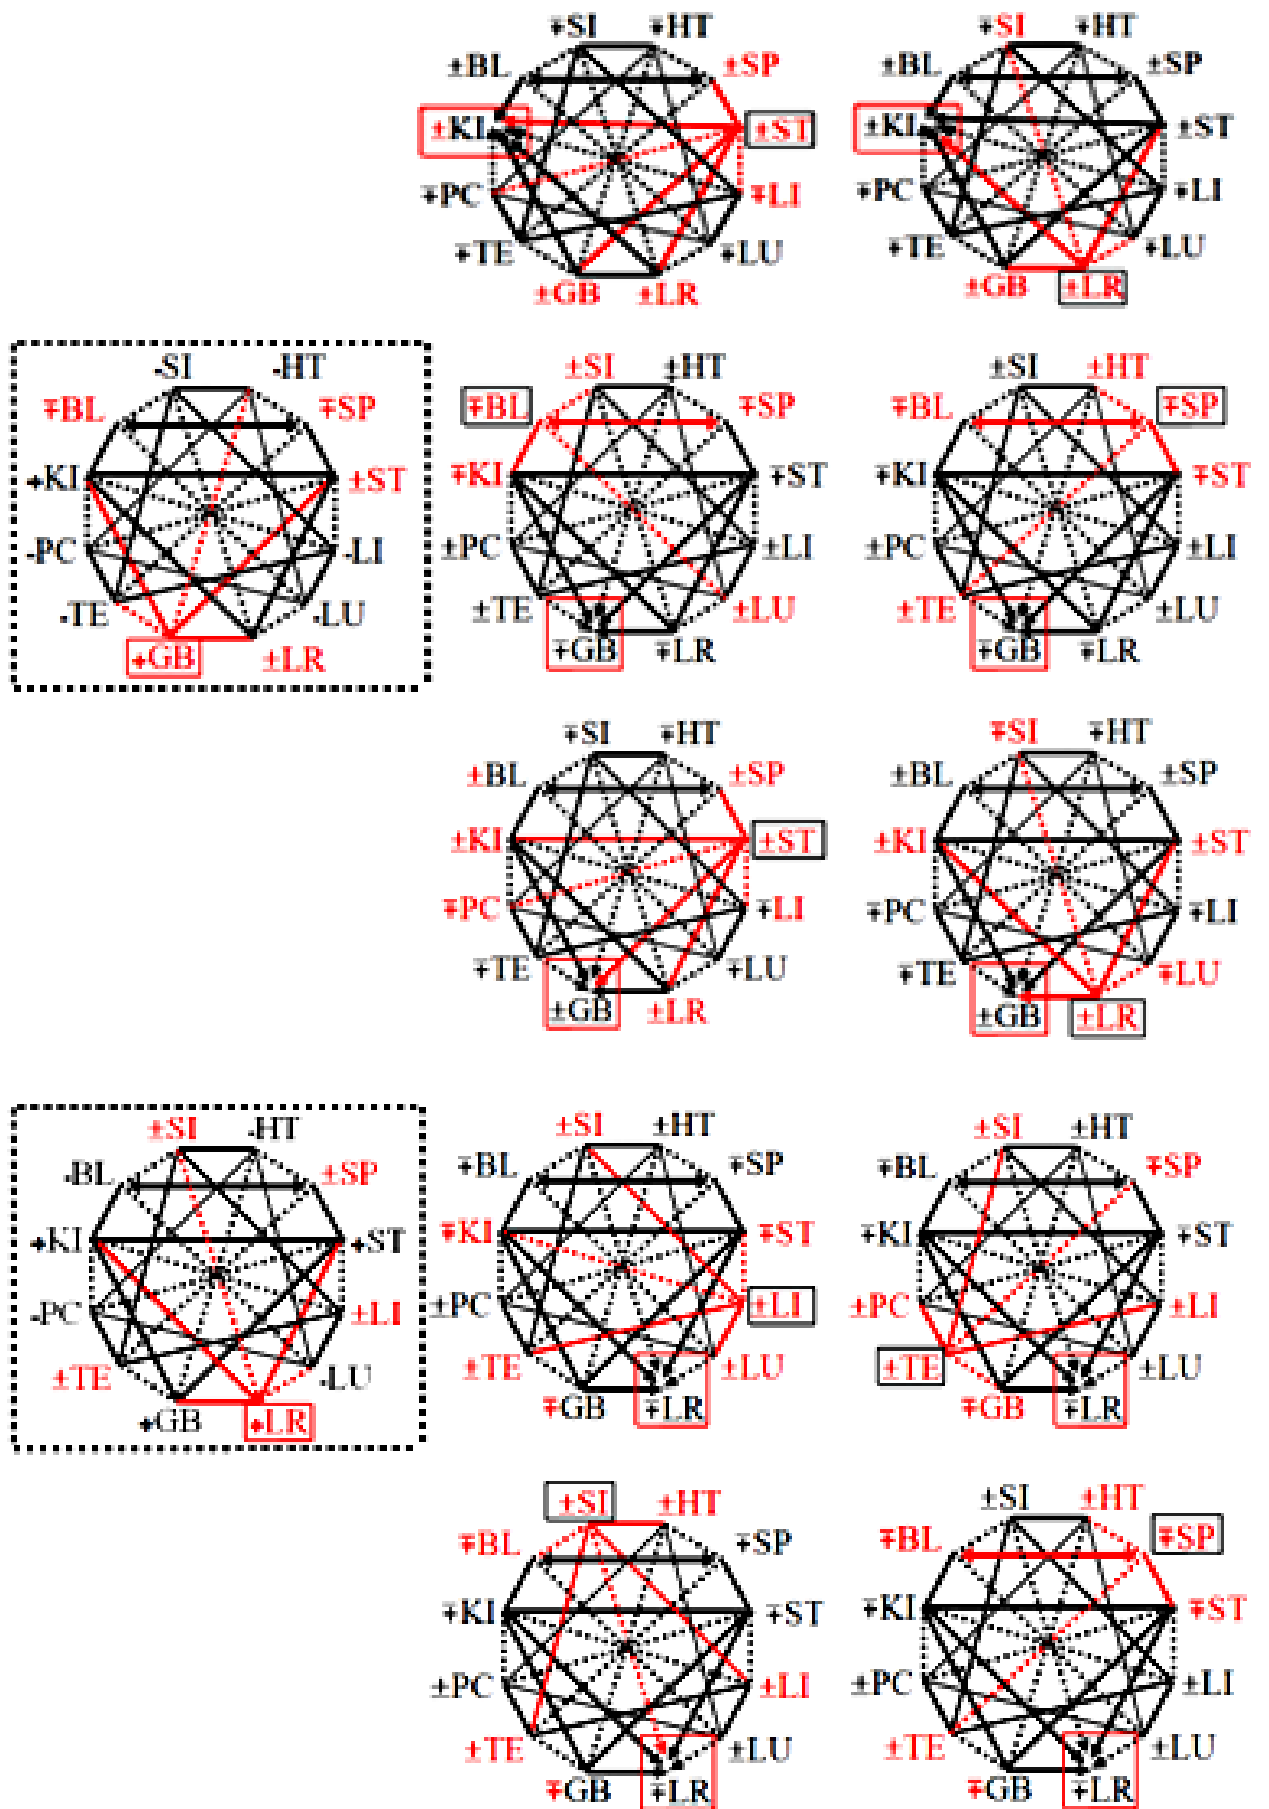 ∓SI ∓HT
±BL ±SP
±KI ±ST
∓PC ∓LI
∓TE ∓LU
±GB ±LR
∓SI ∓HT
±BL ±SP
±KI ±ST
∓PC ∓LI
∓TE ∓LU
±GB ±LR
-SI -HT
∓BL ∓SP
+KI ±ST
-PC -LI
-TE -LU
+GB ±LR
±SI ±HT
∓BL ∓SP
∓KI ∓ST
±PC ±LI
±TE ±LU
∓GB ∓LR
±SI ±HT
∓BL ∓SP
∓KI ∓ST
±PC ±LI
±TE ±LU
∓GB ∓LR
∓SI ∓HT
±BL ±SP
±KI ±ST
∓PC ∓LI
∓TE ∓LU
±GB ±LR
∓SI ∓HT
±BL ±SP
±KI ±ST
∓PC ∓LI
∓TE ∓LU
±GB ±LR
±SI -HT
-BL ±SP
+KI +ST
-PC ±LI
±TE -LU
+GB +LR
±SI ±HT
∓BL ∓SP
∓KI ∓ST
±PC ±LI
±TE ±LU
∓GB ∓LR
±SI ±HT
∓BL ∓SP
∓KI ∓ST
±PC ±LI
±TE ±LU
∓GB ∓LR
±SI ±HT
∓BL ∓SP
∓KI ∓ST
±PC ±LI
±TE ±LU
∓GB ∓LR
±SI ±HT
∓BL ∓SP
∓KI ∓ST
±PC ±LI
±TE ±LU
∓GB ∓LR